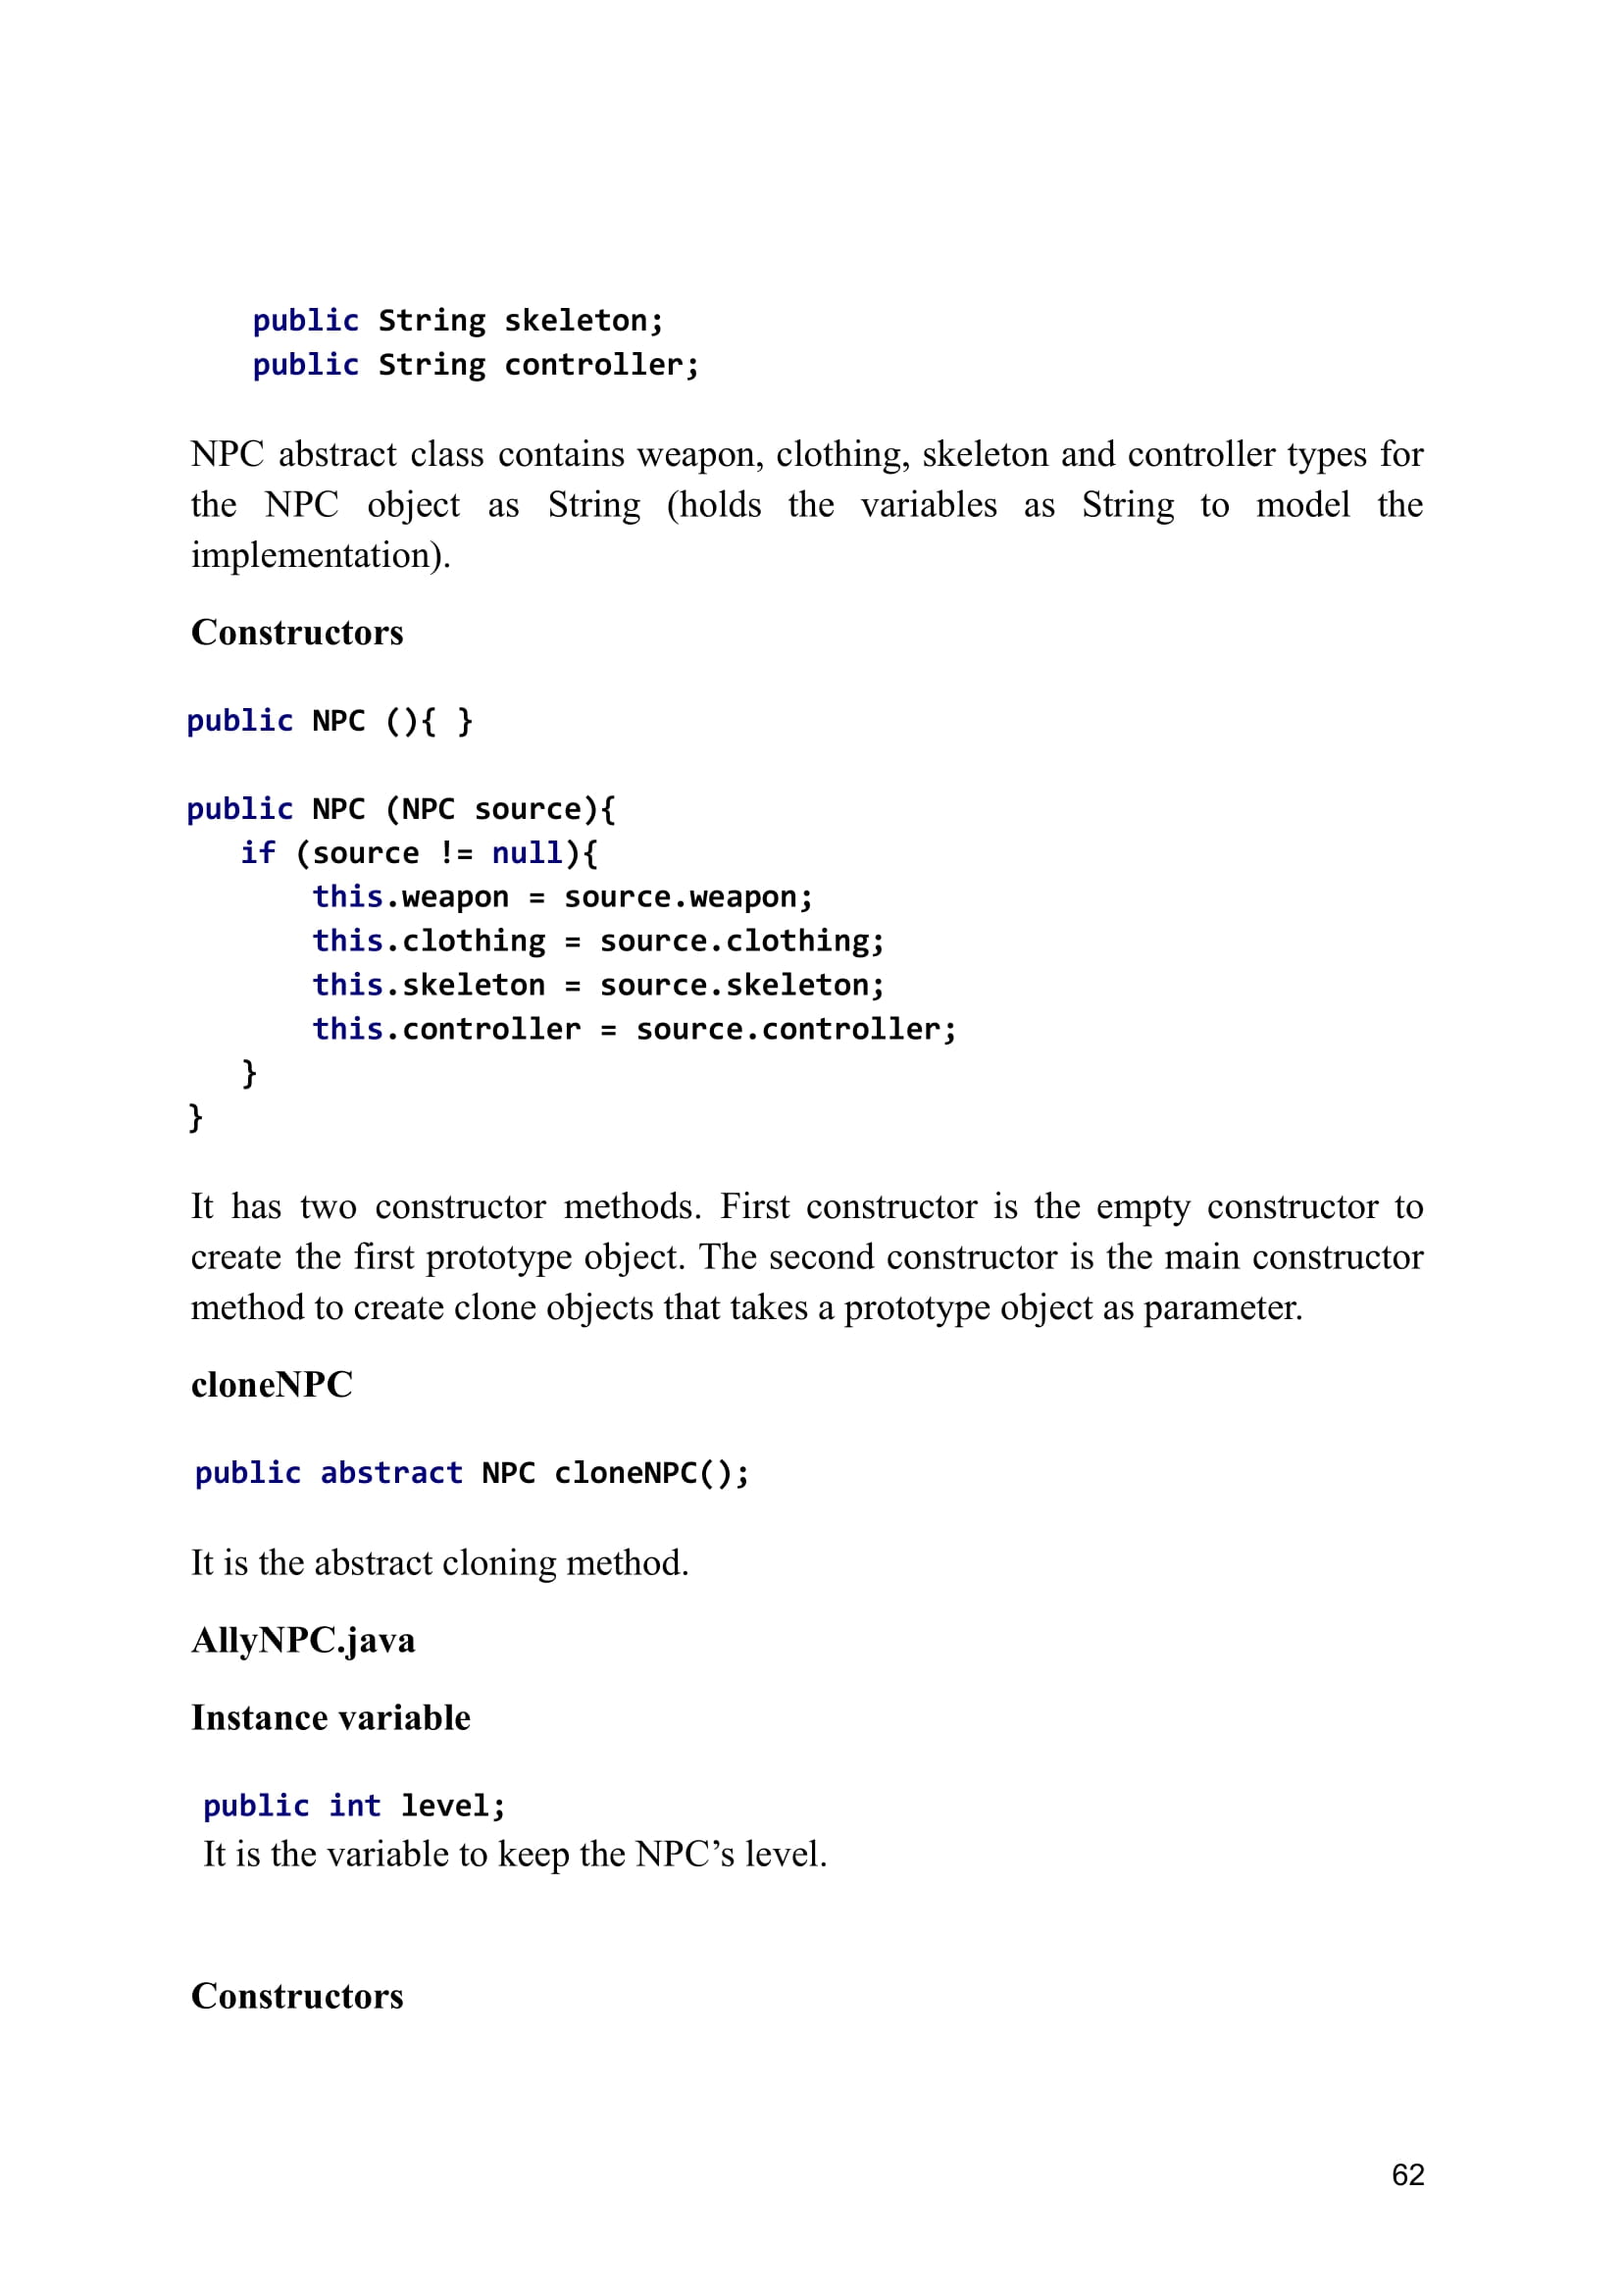 public String skeleton;
public String controller;
NPC abstract class contains weapon, clothing, skeleton and controller types for
the NPC object as String (holds the variables as String to model the
implementation).
Constructors
public NPC (){ }
public NPC (NPC source){
if (source != null){
this.weapon = source.weapon;
this.clothing = source.clothing;
this.skeleton = source.skeleton;
this.controller = source.controller;
}
}
It has two constructor methods. First constructor is the empty constructor to
create the first prototype object. The second constructor is the main constructor
method to create clone objects that takes a prototype object as parameter.
cloneNPC
public abstract NPC cloneNPC();
It is the abstract cloning method.
AllyNPC.java
Instance variable
public int level;
It is the variable to keep the NPC’s level.
Constructors
62